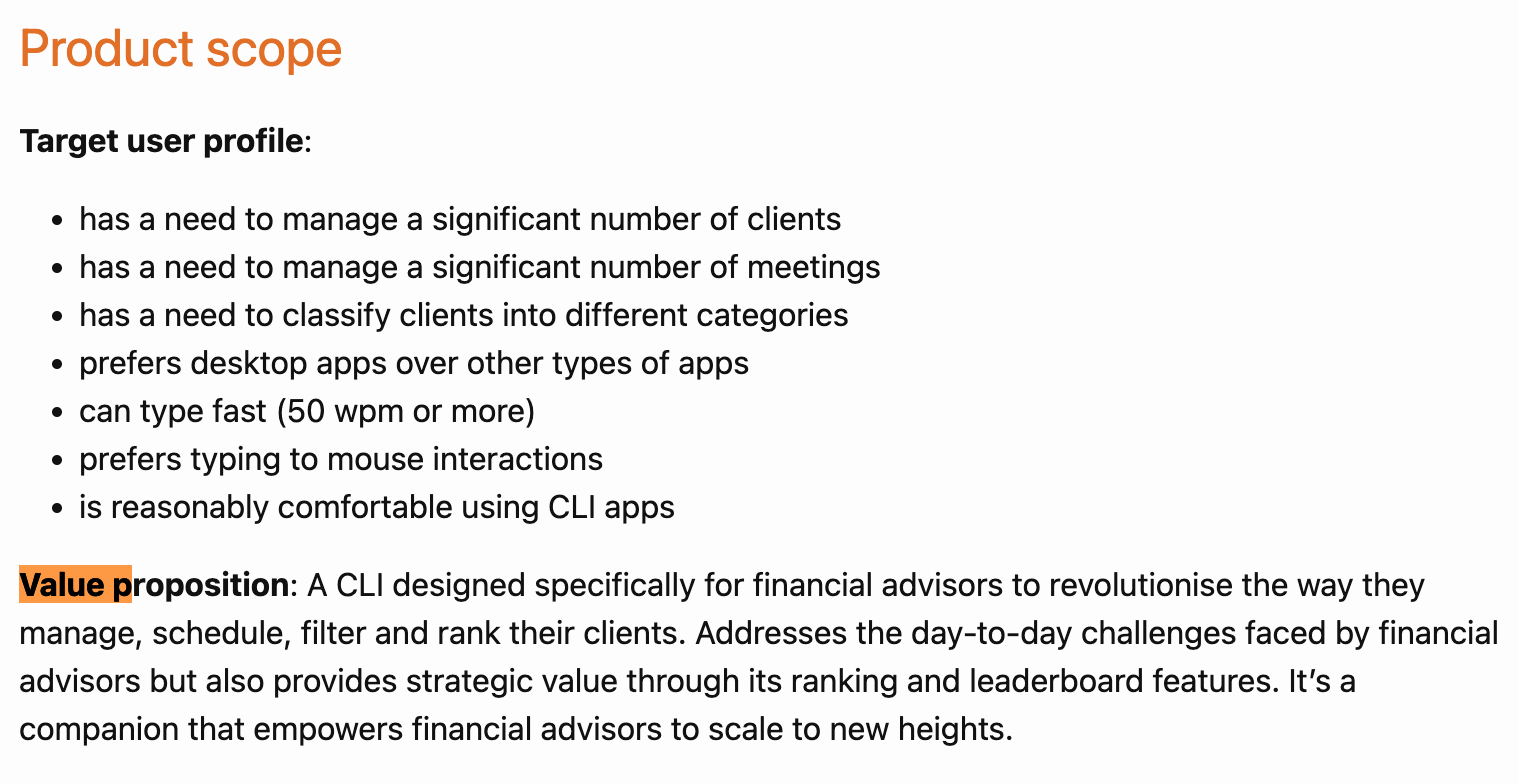 Product scope
Target user profile:
• has a need to manage a significant number of clients
• has a need to manage a significant number of meetings
• has a need to classify clients into different categories
• prefers desktop apps over other types of apps
• can type fast (50 wpm or more)
• prefers typing to mouse interactions
• is reasonably comfortable using CLI apps
Value proposition: A CLI designed specifically for financial advisors to revolutionise the way they
manage, schedule, filter and rank their clients. Addresses the day-to-day challenges faced by financial
advisors but also provides strategic value through its ranking and leaderboard features. It’s a
companion that empowers financial advisors to scale to new heights.